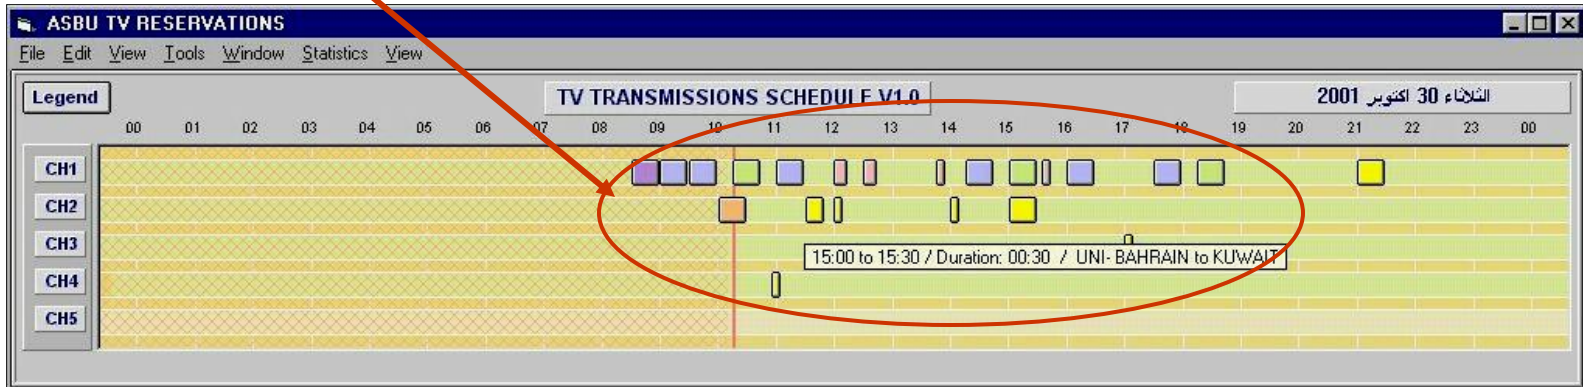 ASBU TV RESERVATIONS
File Edit View Tools Window Statistics View
Legend TV TRANSMISSIONS SCHEDULE V1.0 الثلاثاء 30 اكتوبر 2001
00 01 02 03 04 05 06 07 08 09 10 11 12 13 14 15 16 17 18 19 20 21 22 23 00
CH1
CH2
CH3
15:00 to 15:30 / Duration: 00:30 / UNI- BAHRAIN to KUWAIT
CH4
CH5